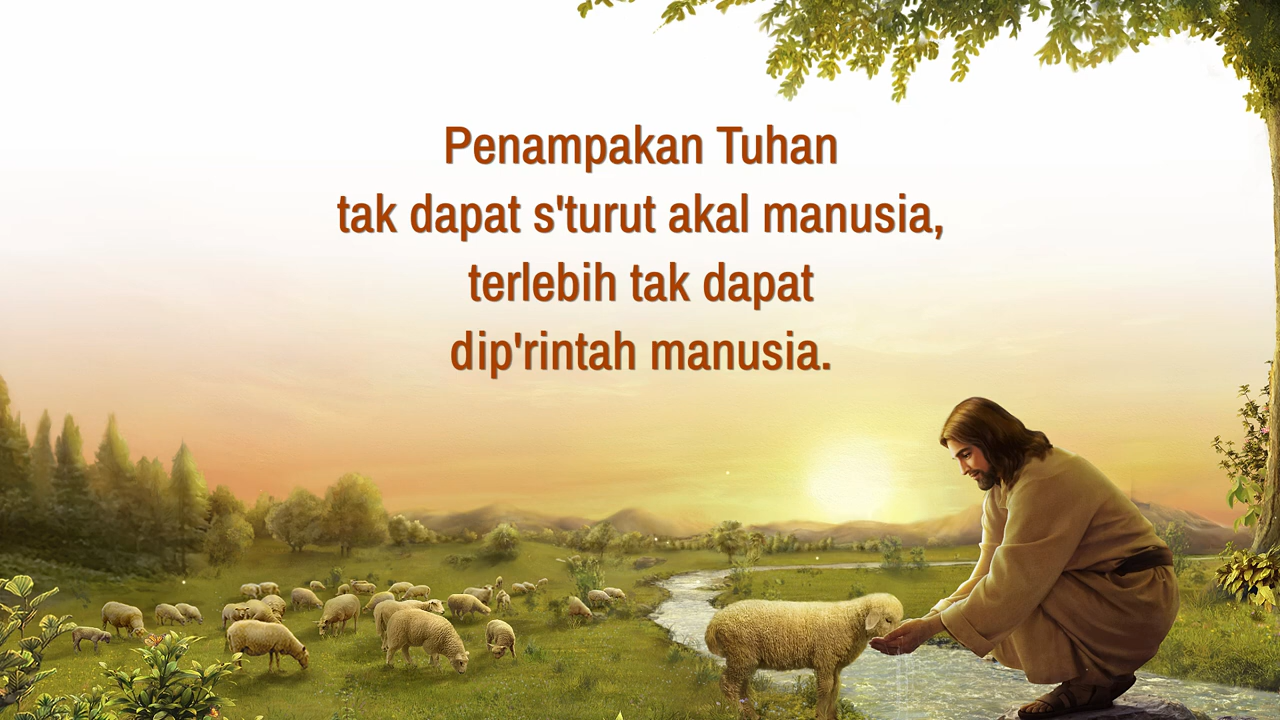 Penampakan Tuhan
tak dapat s'turut akal manusia,
terlebih tak dapat
dip'rintah manusia.